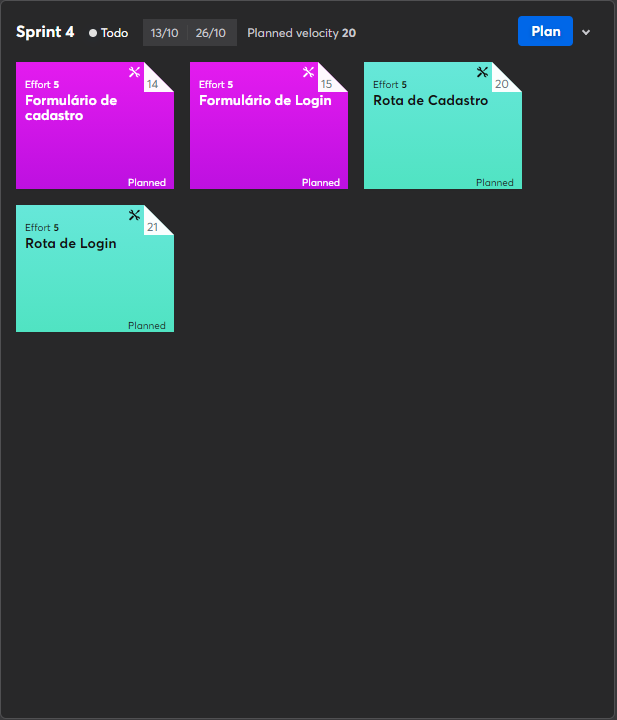 Sprint 4 Todo 13/10 26/10 Planned velocity 20 Plan
14
Effort 5
Formulário de
cadastro
Planned
15
Effort 5
Formulário de Login
Planned
20
Effort 5
Rota de Cadastro
Planned
21
Effort 5
Rota de Login
Planned